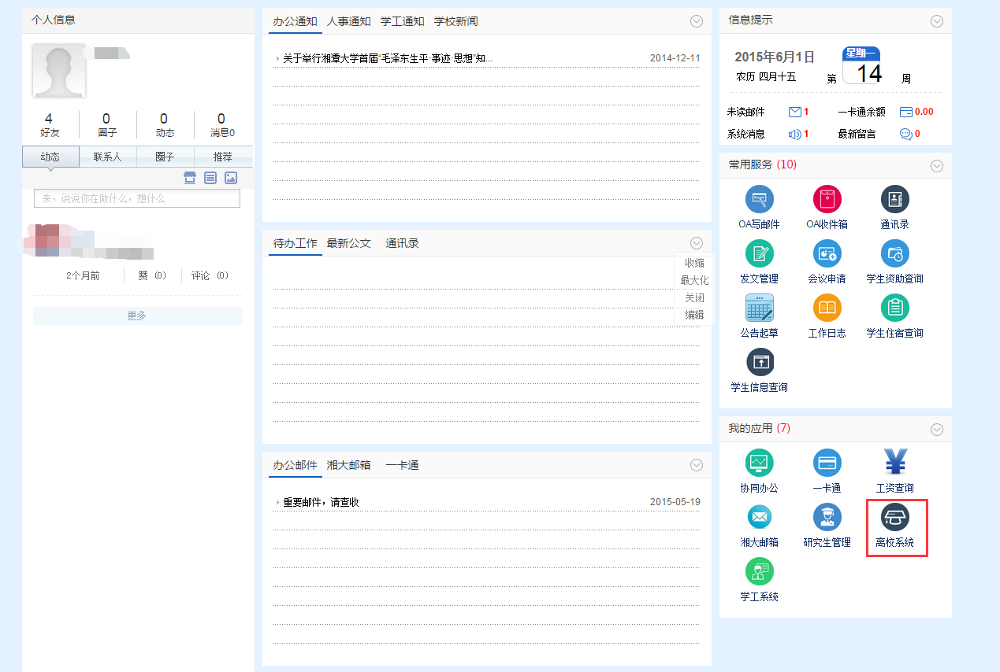 个人信息
4 0 0 0
好友 圈子 动态 消息0
动态 联系人 圈子 推荐
来，说说你在做什么，想什么
2个月前 赞 (0) 评论 (0)
更多
办公通知 人事通知 学工通知 学校新闻
关于举行湘潭大学首届“毛泽东生平·事迹·思想”知... 2014-12-11
待办工作 最新公文 通讯录
收缩
最大化
关闭
编辑
办公邮件 湘大邮箱 一卡通
重要邮件，请查收 2015-05-19
信息提示
2015年6月1日
农历 四月十五
星期一
第 14 周
未读邮件 1 一卡通余额 0.00
系统消息 1 最新留言 0
常用服务 (10)
OA写邮件 OA收件箱 通讯录
发文管理 会议申请 学生资助查询
公告起草 工作日志 学生住宿查询
学生信息查询
我的应用 (7)
协同办公 一卡通 工资查询
湘大邮箱 研究生管理 离校系统
学工系统